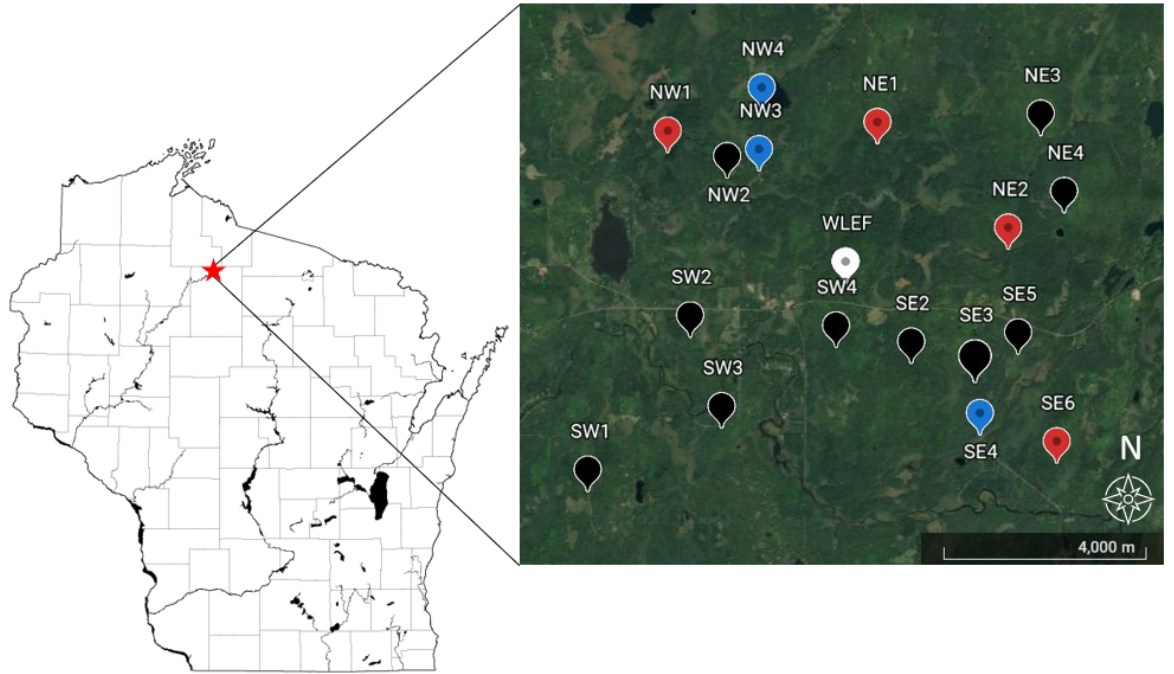 NW4
NW1
NW3
NE1
NE3
NE4
NW2
NE2
WLEF
SW2
SW4
SE2
SE3
SE5
SW3
SW1
SE4
SE6
N
4,000 m